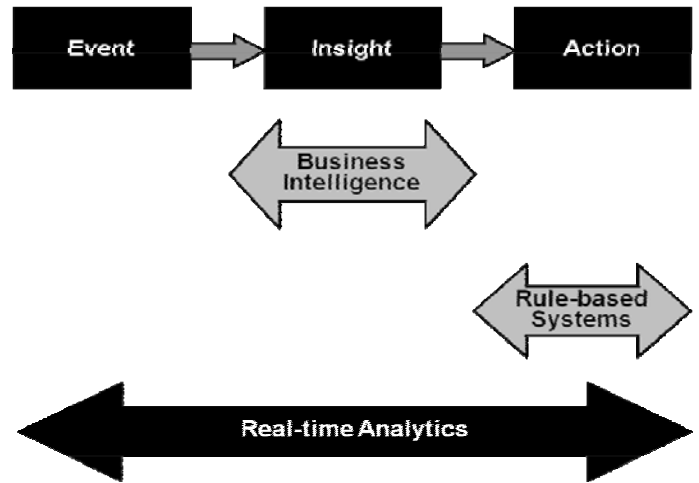 Event
Insight
Action
Business
Intelligence
Rule-based
Systems
Real-time Analytics